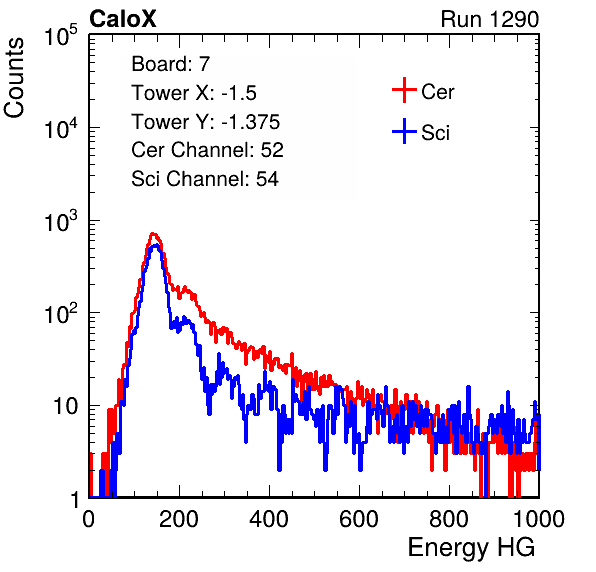 CaloX Run 1290
Counts
Board: 7
Tower X: -1.5
Tower Y: -1.375
Cer Channel: 52
Sci Channel: 54
Cer
Sci
10^5
10^4
10^3
10^2
10
1
0 200 400 600 800 1000
Energy HG